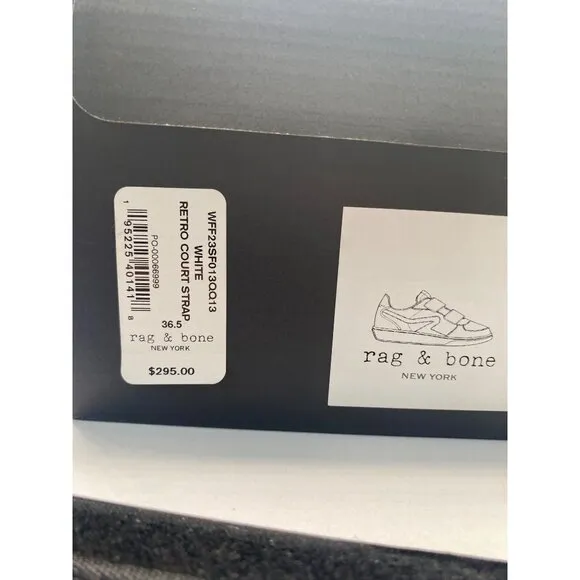 WFF23SF013QQ13
WHITE
RETRO COURT STRAP
PO-00066999
1 95225 40141 8
36.5
rag & bone
NEW YORK
$295.00
rag & bone
NEW YORK